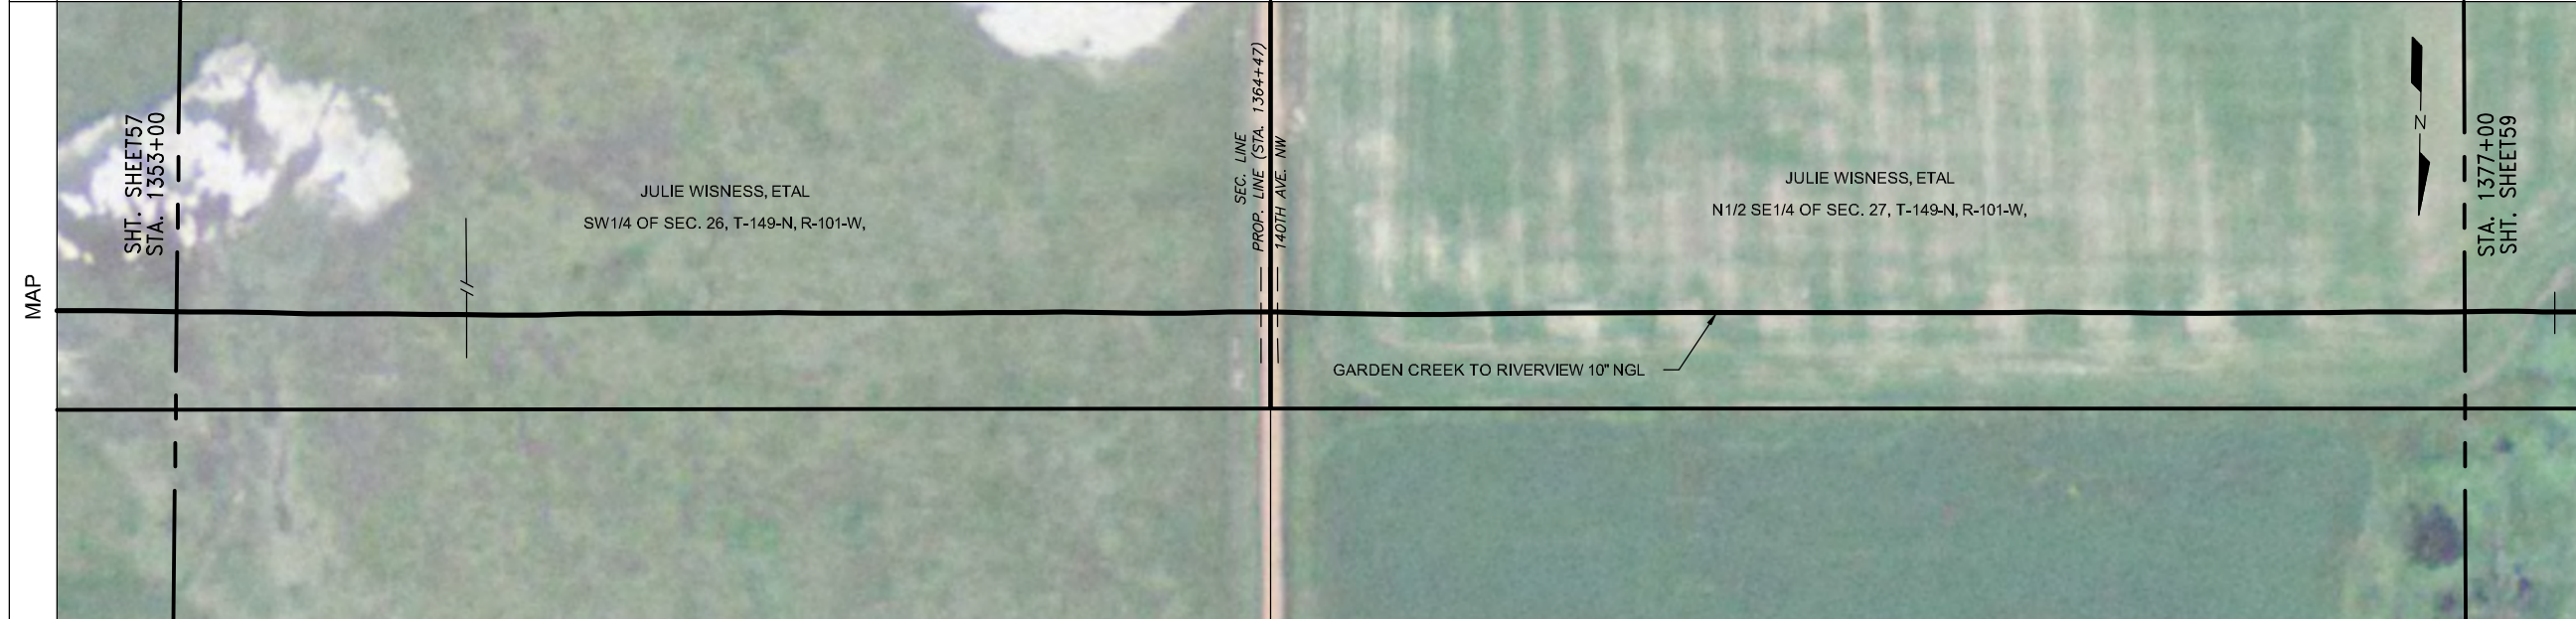 MAP
SHT. SHEET57
STA. 1353+00
JULIE WISNESS, ETAL
SW1/4 OF SEC. 26, T-149-N, R-101-W,
SEC. LINE
PROP. LINE (STA. 1364+47)
140TH AVE. NW
JULIE WISNESS, ETAL
N1/2 SE1/4 OF SEC. 27, T-149-N, R-101-W,
GARDEN CREEK TO RIVERVIEW 10" NGL
N
STA. 1377+00
SHT. SHEET59